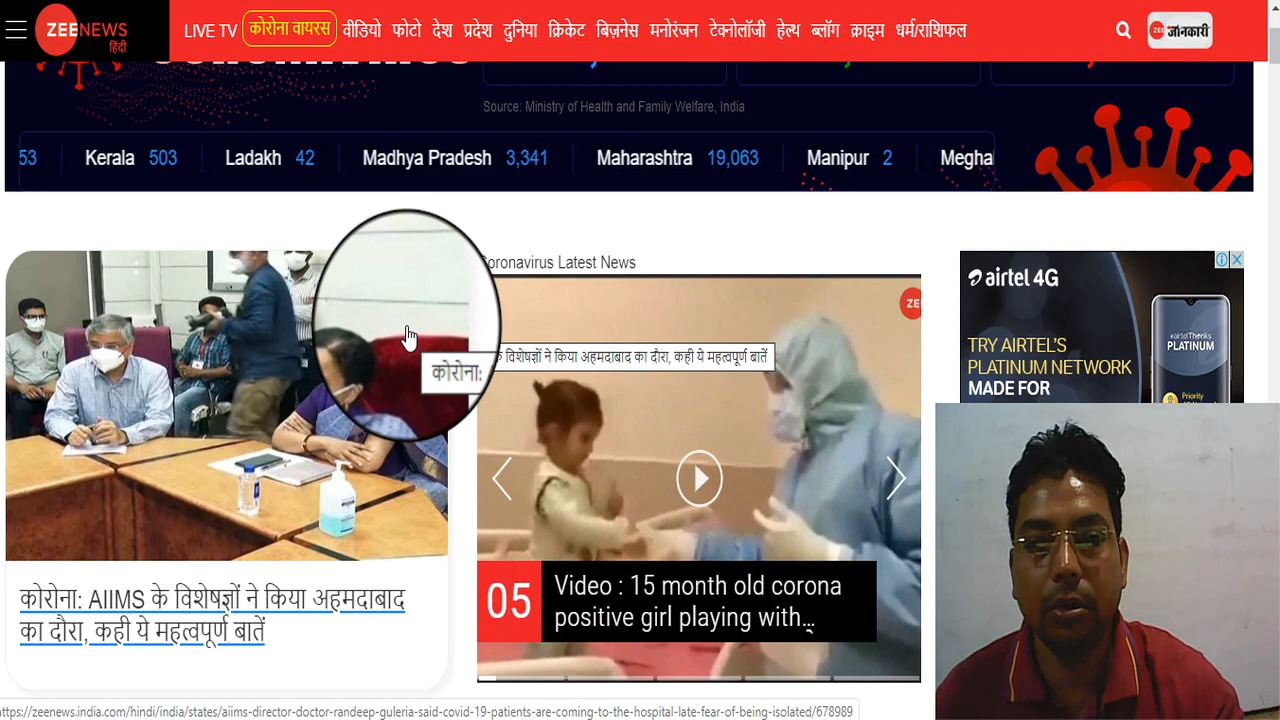 ZEENEWS
हिंदी
LIVE TV कोरोना वायरस वीडियो फोटो देश प्रदेश दुनिया क्रिकेट बिज़नेस मनोरंजन टेक्नोलॉजी हेल्थ ब्लॉग क्राइम धर्म/राशिफल
ZEE जानकारी
Source: Ministry of Health and Family Welfare, India
53 Kerala 503 Ladakh 42 Madhya Pradesh 3,341 Maharashtra 19,063 Manipur 2 Megha
Coronavirus Latest News
ZE
कोरोना:
विशेषज्ञों ने किया अहमदाबाद का दौरा, कही ये महत्वपूर्ण बातें
airtel 4G
TRY AIRTEL'S
PLATINUM NETWORK
MADE FOR
#airtelThanks
PLATINUM
Priority
05
Video : 15 month old corona
positive girl playing with...
कोरोना: AIIMS के विशेषज्ञों ने किया अहमदाबाद
का दौरा, कही ये महत्वपूर्ण बातें
https://zeenews.india.com/hindi/india/states/aiims-director-doctor-randeep-guleria-said-covid-19-patients-are-coming-to-the-hospital-late-fear-of-being-isolated/678989